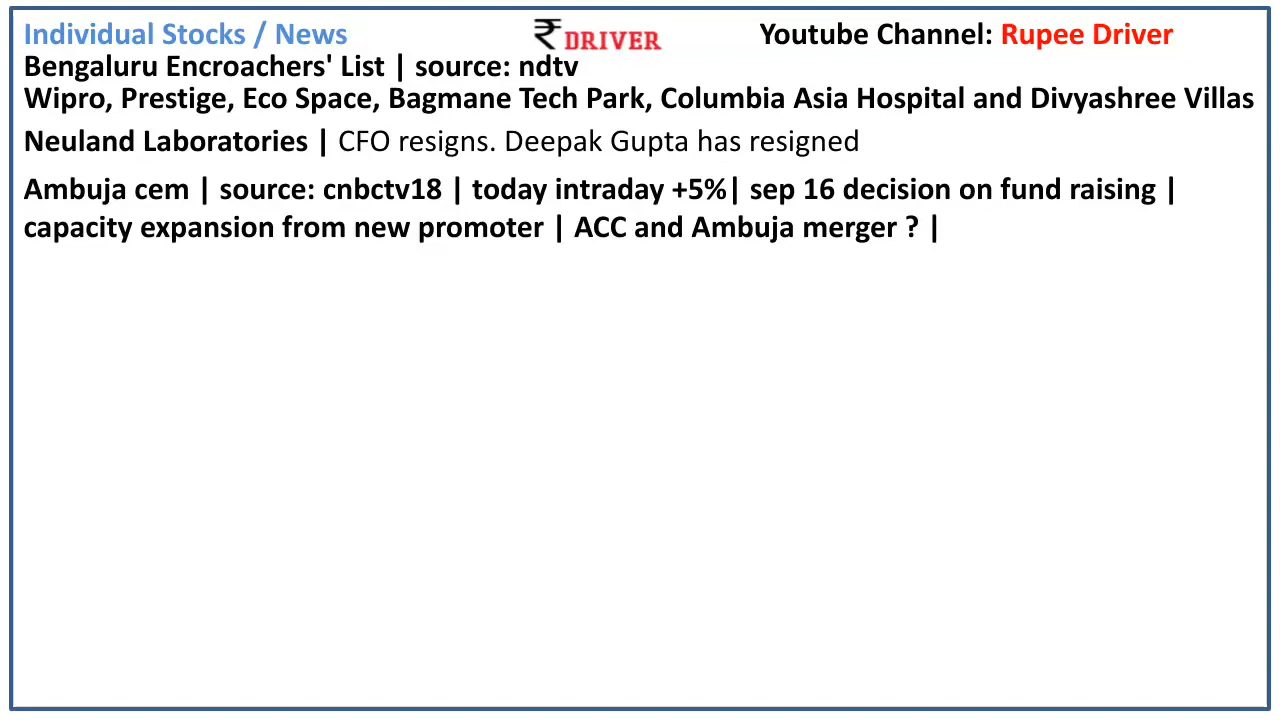 Individual Stocks / News ₹ DRIVER Youtube Channel: Rupee Driver
Bengaluru Encroachers' List | source: ndtv
Wipro, Prestige, Eco Space, Bagmane Tech Park, Columbia Asia Hospital and Divyashree Villas
Neuland Laboratories | CFO resigns. Deepak Gupta has resigned
Ambuja cem | source: cnbctv18 | today intraday +5%| sep 16 decision on fund raising |
capacity expansion from new promoter | ACC and Ambuja merger ? |